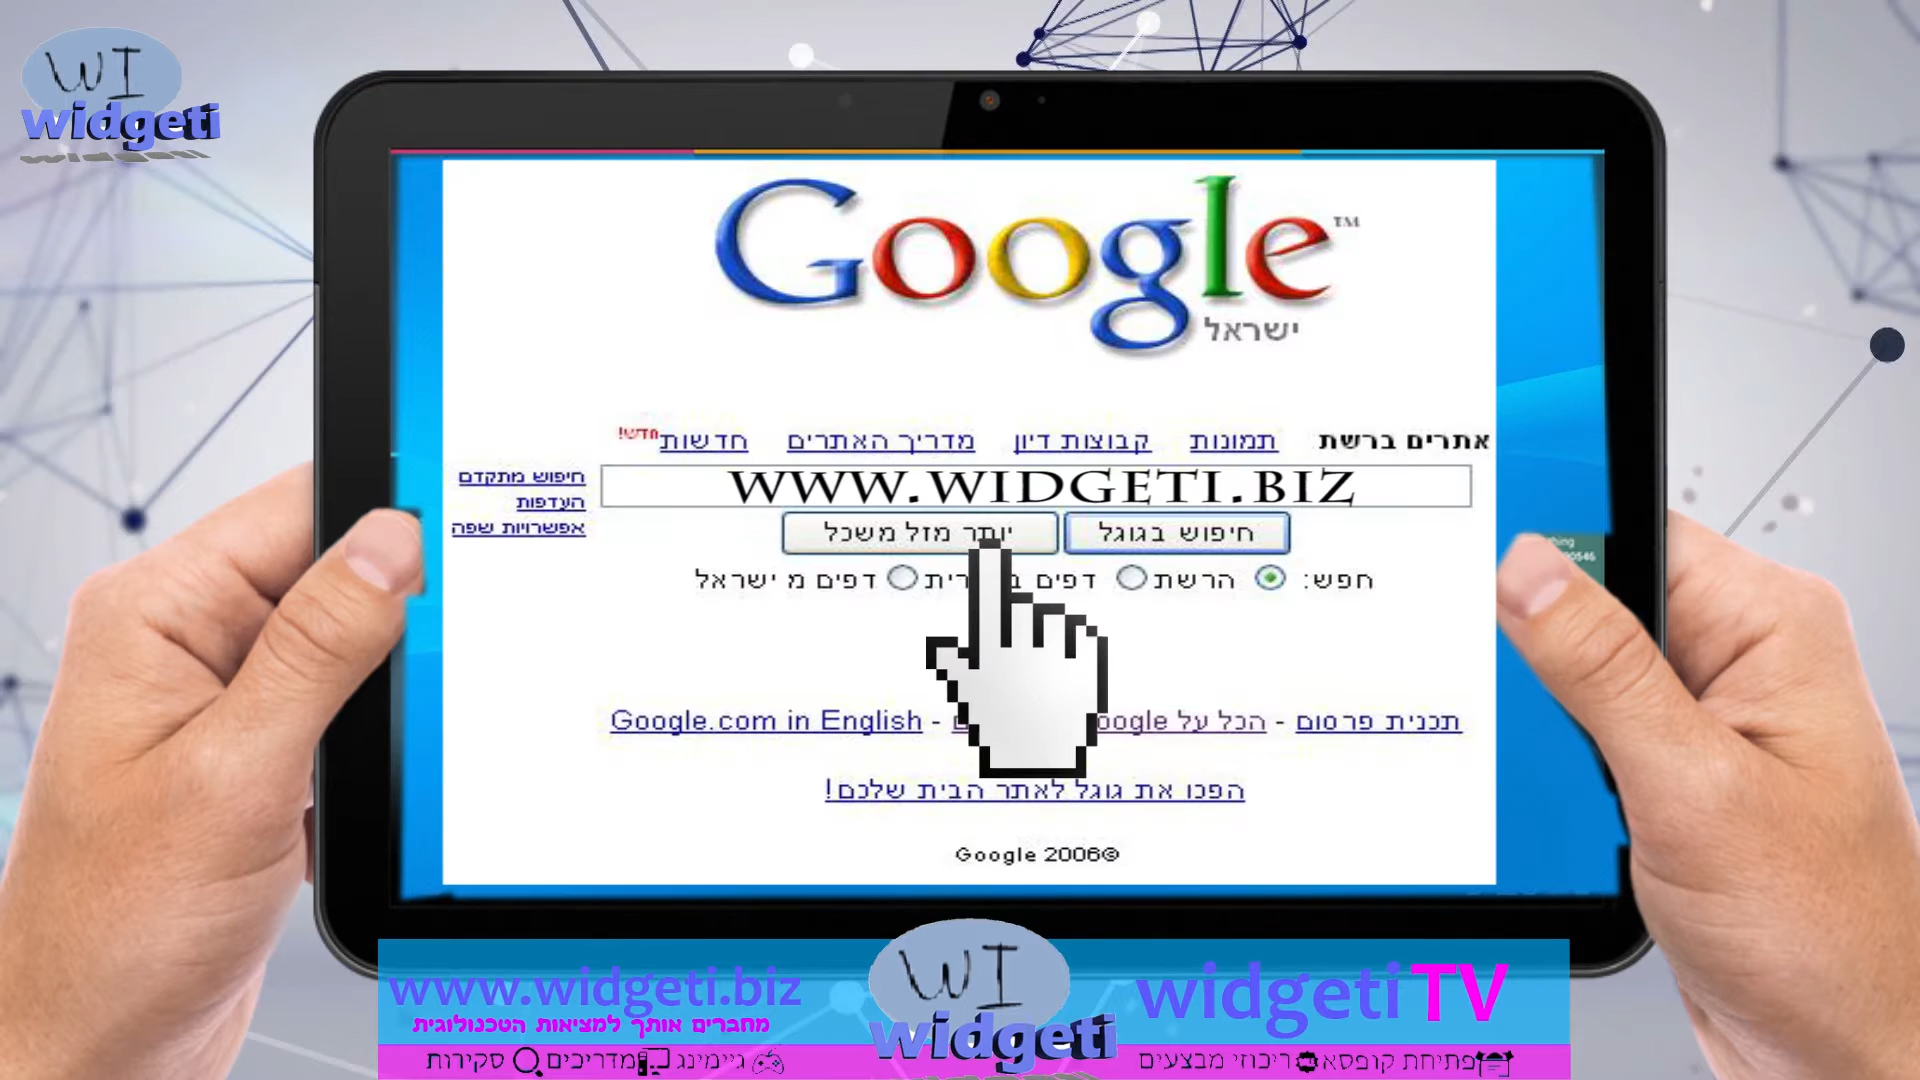 WI
widgeti
Google™
ישראל
אתרים ברשת תמונות קבוצות דיון מדריך האתרים חדשות חדש!
WWW.WIDGETI.BIZ
חיפוש מתקדם
העדפות
אפשרויות שפה
חיפוש בגוגל יותר מזל משכל
חפש: הרשת דפים דפים מ ישראל
תכנית פרסום - הכל על Google - Google.com in English
הפכו את גוגל לאתר הבית שלכם!
Google 2006©
www.widgeti.biz
מחברים אותך למציאות הטכנולוגית
WI
widgeti
widgeti TV
גיימינג מדריכים סקירות
פתיחת קופסא ריכוזי מבצעים